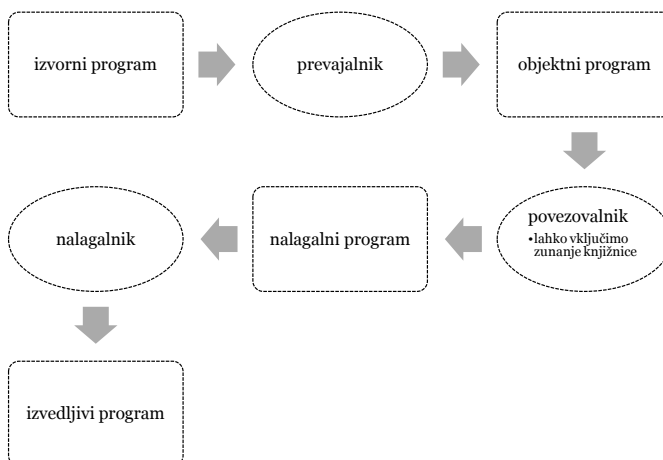 izvorni program
prevajalnik
objektni program
povezovalnik
•lahko vključimo
zunanje knjižnice
nalagalni program
nalagalnik
izvedljivi program